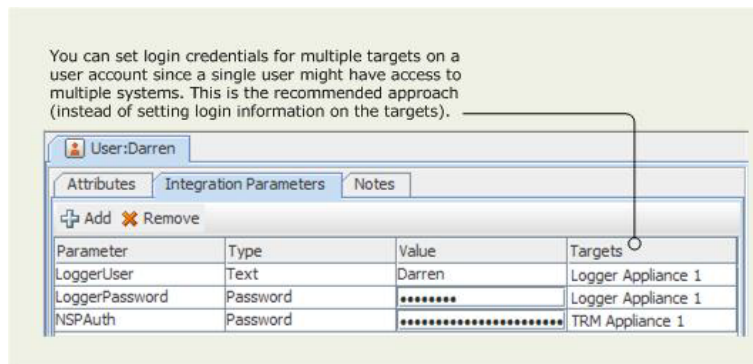 You can set login credentials for multiple targets on a
user account since a single user might have access to
multiple systems. This is the recommended approach
(instead of setting login information on the targets).
User:Darren
Attributes Integration Parameters Notes
Add Remove
Parameter Type Value Targets
LoggerUser Text Darren Logger Appliance 1
LoggerPassword Password •••••••• Logger Appliance 1
NSPAuth Password •••••••••••••••••••••••• TRM Appliance 1